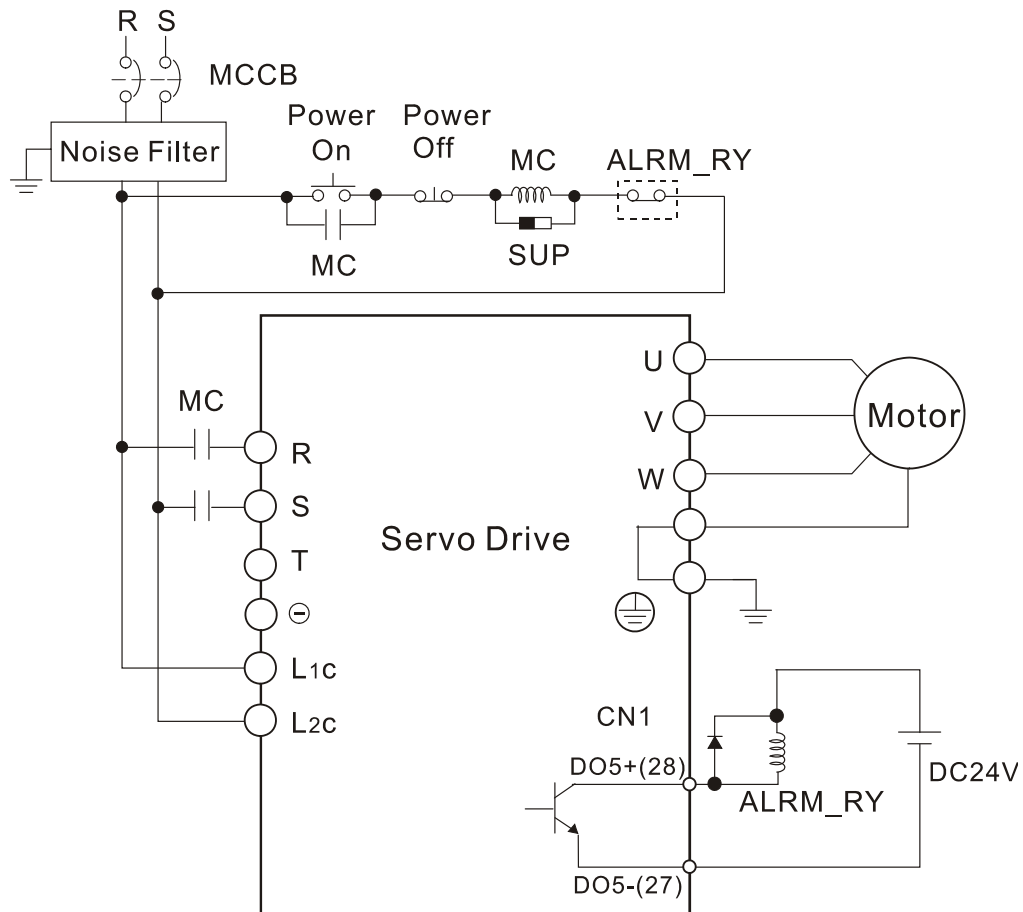 R S
MCCB
Noise Filter
Power
On
Power
Off
MC
ALRM_RY
MC
SUP
MC
R
S
T
⊖
L1c
L2c
Servo Drive
U
V
W
Motor
CN1
DO5+(28)
DO5-(27)
ALRM_RY
DC24V